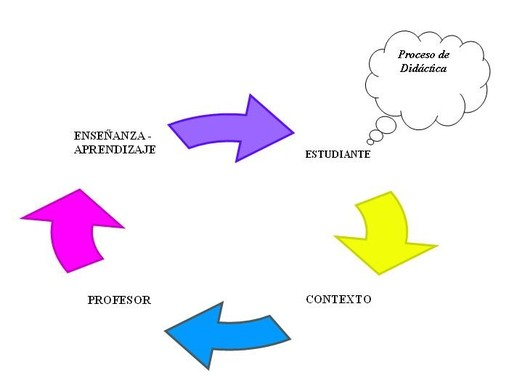 Proceso de
Didáctica
ENSEÑANZA -
APRENDIZAJE
ESTUDIANTE
PROFESOR
CONTEXTO